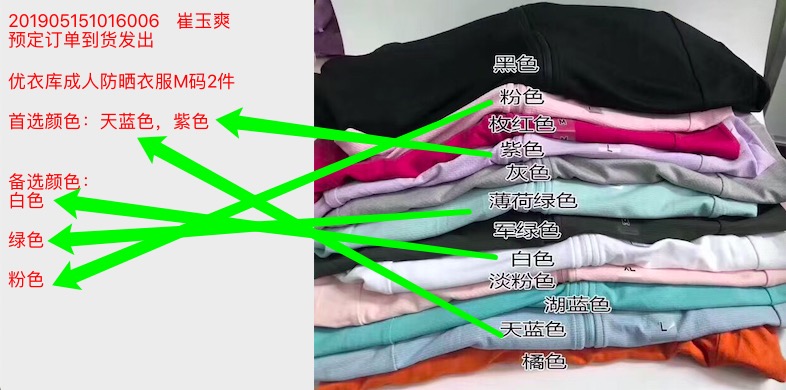 201905151016006 崔玉爽
预定订单到货发出
优衣库成人防晒衣服M码2件
首选颜色：天蓝色，紫色
备选颜色：
白色
绿色
粉色
黑色
粉色
枚红色
紫色
灰色
薄荷绿色
军绿色
白色
淡粉色
湖蓝色
天蓝色
橘色
M
L
XL
L